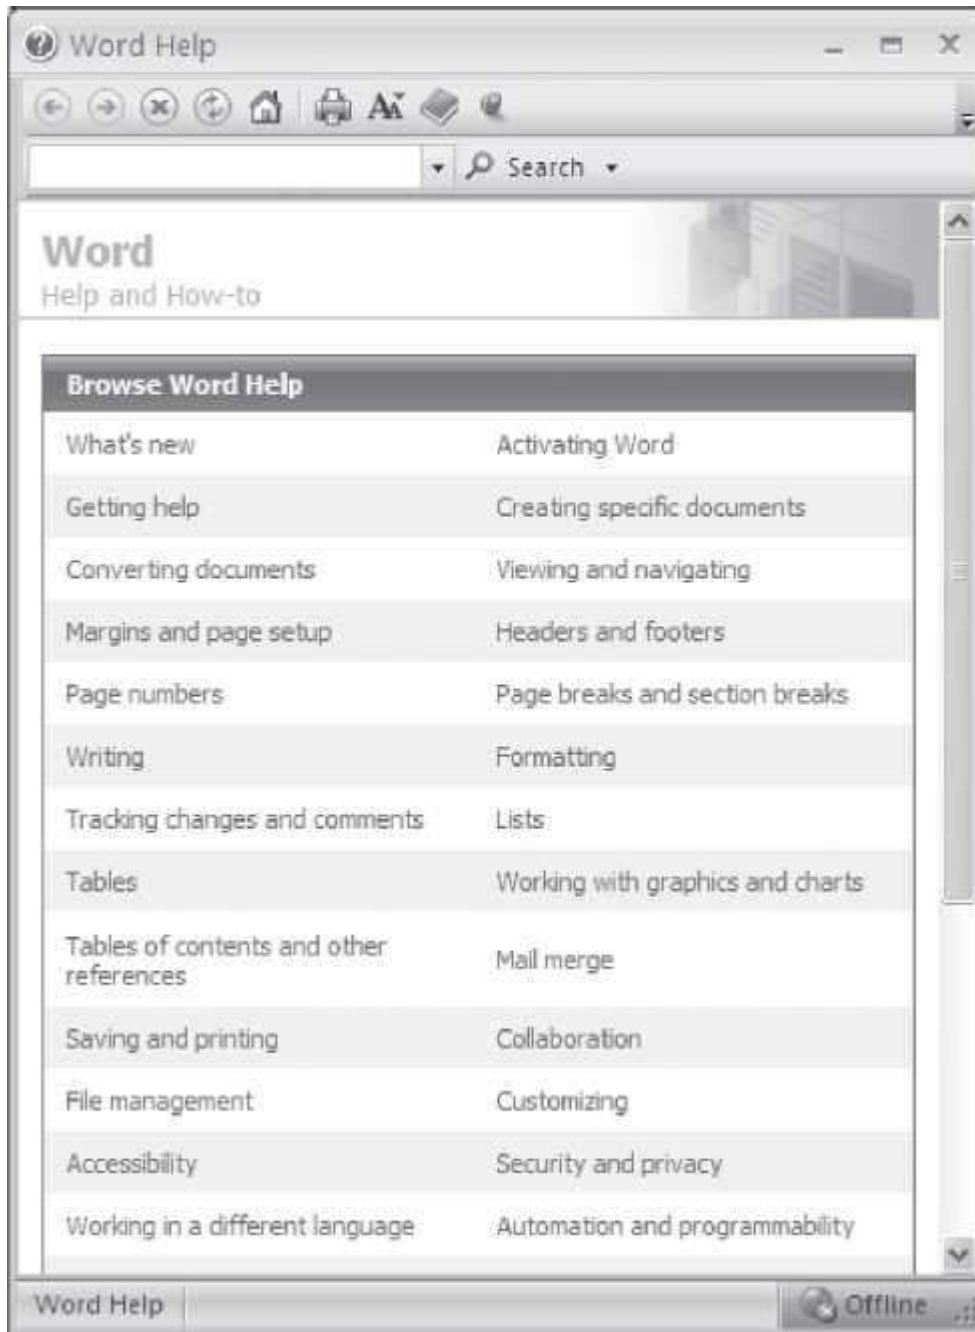 Word Help
Search
Word
Help and How-to
Browse Word Help
What's new Activating Word
Getting help Creating specific documents
Converting documents Viewing and navigating
Margins and page setup Headers and footers
Page numbers Page breaks and section breaks
Writing Formatting
Tracking changes and comments Lists
Tables Working with graphics and charts
Tables of contents and other
references Mail merge
Saving and printing Collaboration
File management Customizing
Accessibility Security and privacy
Working in a different language Automation and programmability
Word Help Offline